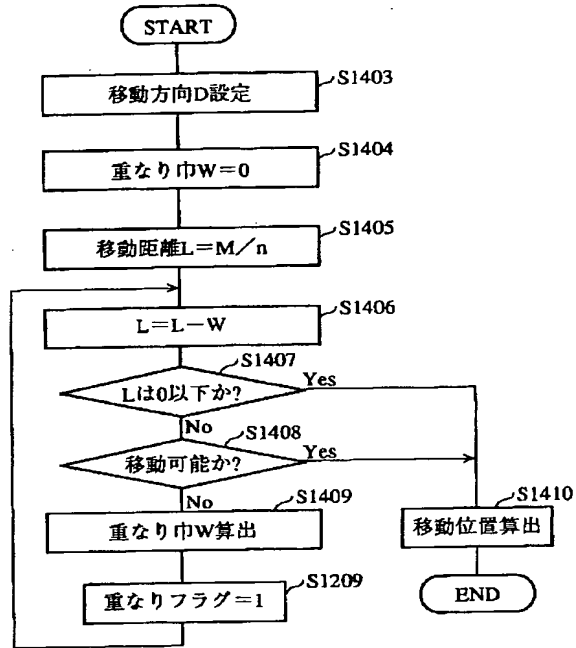 START
S1403
移動方向D設定
S1404
重なり巾W=0
S1405
移動距離L=M/n
S1406
L=L-W
S1407
Lは0以下か?
Yes
No
S1408
移動可能か?
Yes
No
S1409
重なり巾W算出
S1410
移動位置算出
S1209
重なりフラグ=1
END